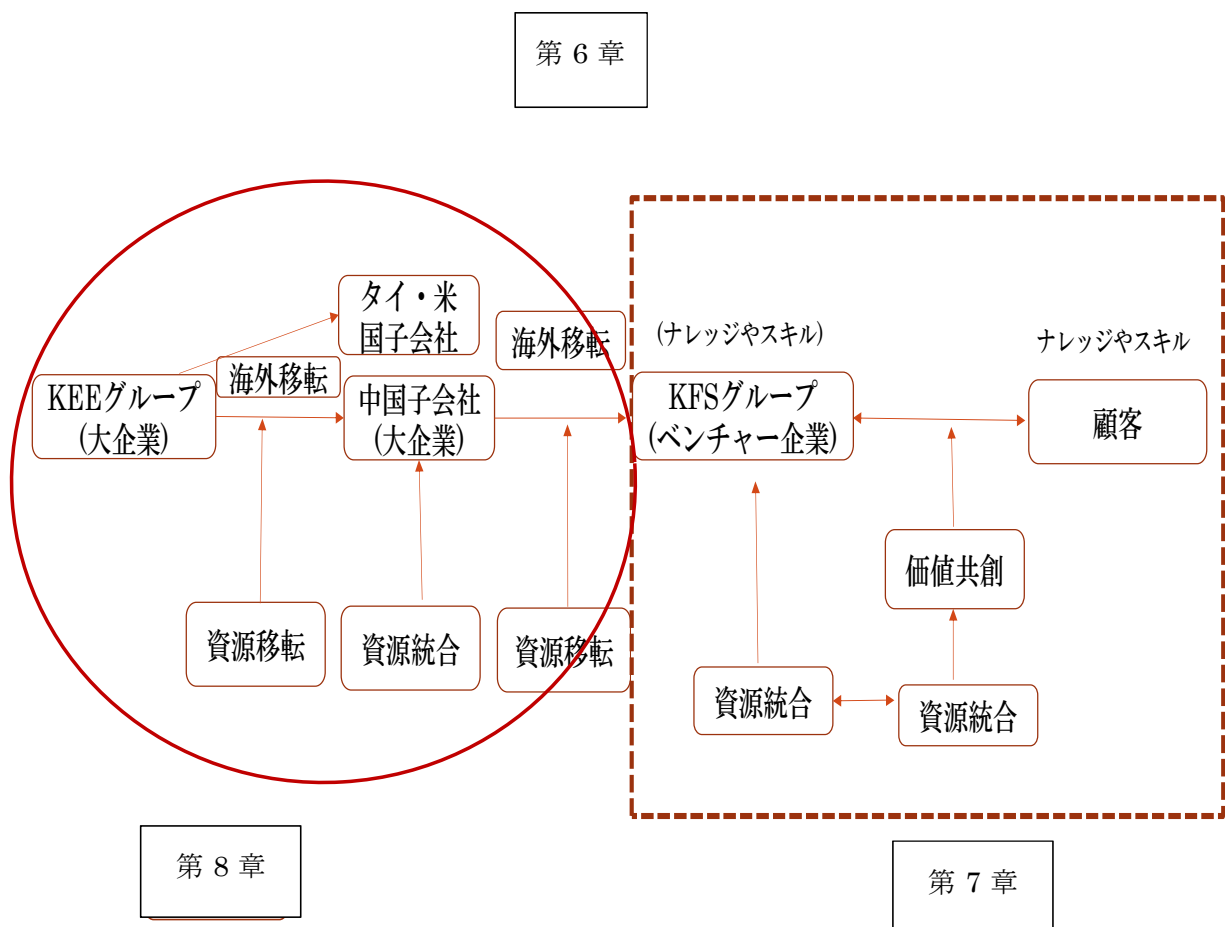 第 6 章
タイ・米
国子会社
海外移転
(ナレッジやスキル)
ナレッジやスキル
海外移転
KEEグループ
(大企業)
中国子会社
(大企業)
KFSグループ
(ベンチャー企業)
顧客
価値共創
資源移転
資源統合
資源移転
資源統合
資源統合
第 8 章
第 7 章